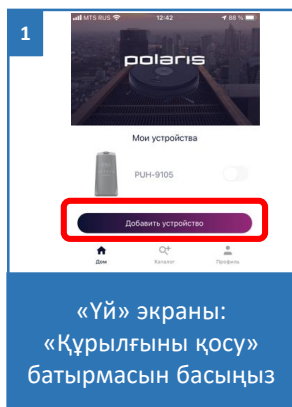 1
MTS RUS 12:42 88 %
polaris
Мои устройства
PUH-9105
Добавить устройство
Дом Каталог Профиль
«Үй» экраны:
«Құрылғыны қосу»
батырмасын басыңыз